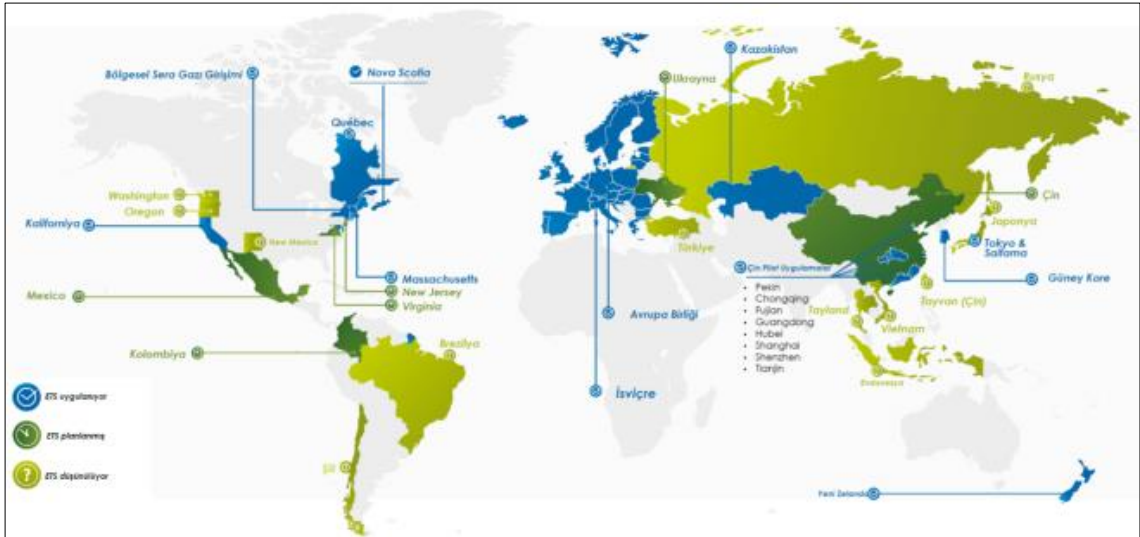 Bölgesel Sera Gazı Girişimi
Nova Scotia
Kazakistan
Ukrayna
Rusya
Québec
Washington
Oregon
Kaliforniya
New Mexico
Çin
Japonya
Tokyo &
Saitama
Türkiye
Çin Pilot Uygulamaları
Massachusetts
New Jersey
Virginia
Güney Kore
Mexico
Avrupa Birliği
• Pekin
• Chongqing
• Fujian
• Guangdong
• Hubei
• Shanghai
• Shenzhen
• Tianjin
Tayvan (Çin)
Tayland
Vietnam
Kolombiya
Brezilya
Endonezya
İsviçre
ETS uygulanıyor
ETS planlanmış
? ETS düşünülüyor
Şili
Yeni Zelanda